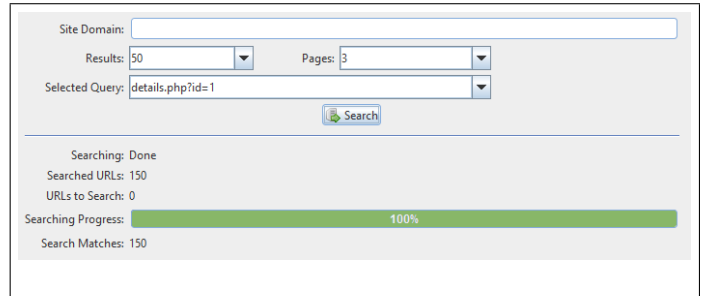 Site Domain:
Results: 50 Pages: 3
Selected Query: details.php?id=1
Search
Searching: Done
Searched URLs: 150
URLs to Search: 0
Searching Progress: 100%
Search Matches: 150